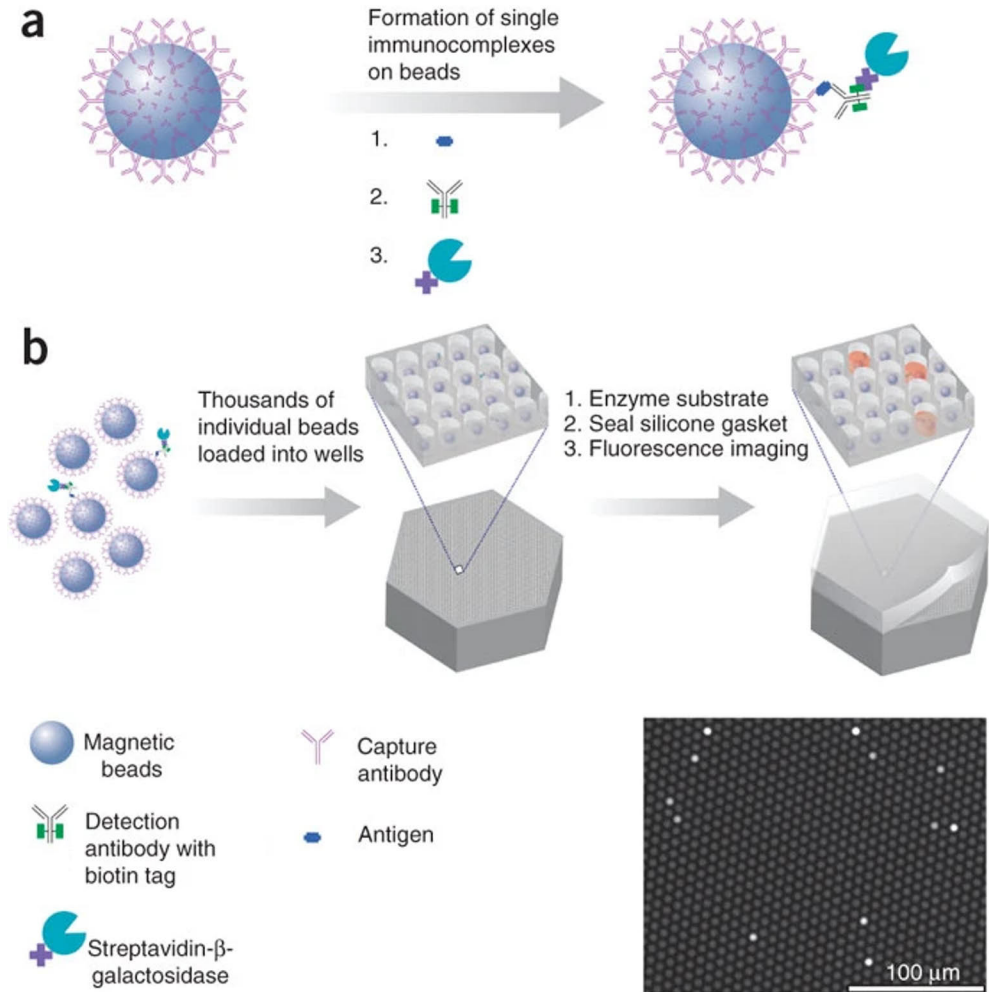 a
Formation of single
immunocomplexes
on beads
1.
2.
3.
b
Thousands of
individual beads
loaded into wells
1. Enzyme substrate
2. Seal silicone gasket
3. Fluorescence imaging
Magnetic
beads
Capture
antibody
Detection
antibody with
biotin tag
Antigen
Streptavidin-β-
galactosidase
100 μm